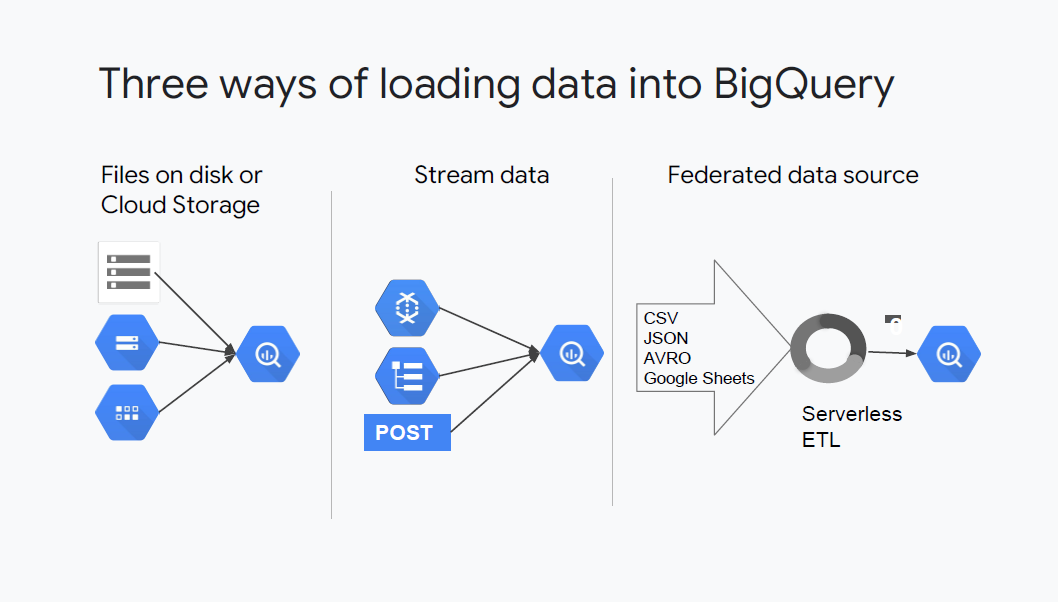 Three ways of loading data into BigQuery
Files on disk or
Cloud Storage
Stream data
Federated data source
POST
CSV
JSON
AVRO
Google Sheets
Serverless
ETL